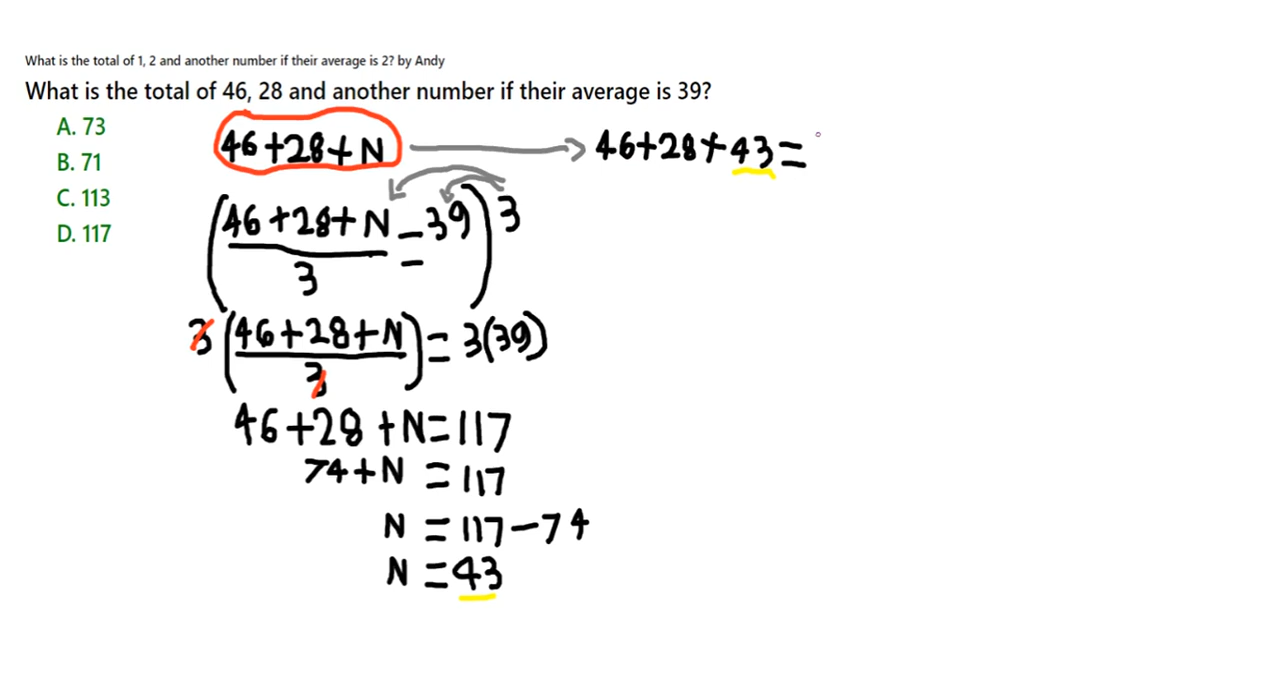 What is the total of 1, 2 and another number if their average is 2? by Andy
What is the total of 46, 28 and another number if their average is 39?
A. 73
B. 71
C. 113
D. 117
46+28+N → 46+28+43=
(46+28+N/3 = 39)3
3(46+28+N/3) = 3(39)
46+28+N=117
74+N = 117
N = 117-74
N = 43